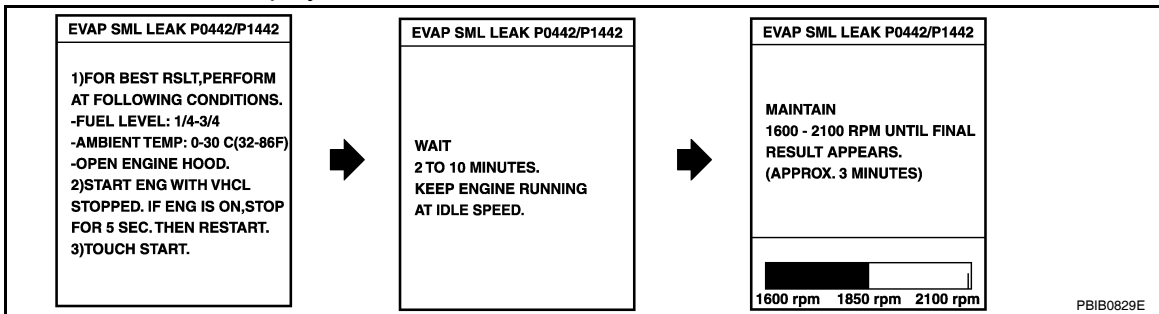 EVAP SML LEAK P0442/P1442
1)FOR BEST RSLT,PERFORM
AT FOLLOWING CONDITIONS.
-FUEL LEVEL: 1/4-3/4
-AMBIENT TEMP: 0-30 C(32-86F)
-OPEN ENGINE HOOD.
2)START ENG WITH VHCL
STOPPED. IF ENG IS ON,STOP
FOR 5 SEC. THEN RESTART.
3)TOUCH START.
EVAP SML LEAK P0442/P1442
WAIT
2 TO 10 MINUTES.
KEEP ENGINE RUNNING
AT IDLE SPEED.
EVAP SML LEAK P0442/P1442
MAINTAIN
1600 - 2100 RPM UNTIL FINAL
RESULT APPEARS.
(APPROX. 3 MINUTES)
1600 rpm 1850 rpm 2100 rpm
PBIB0829E